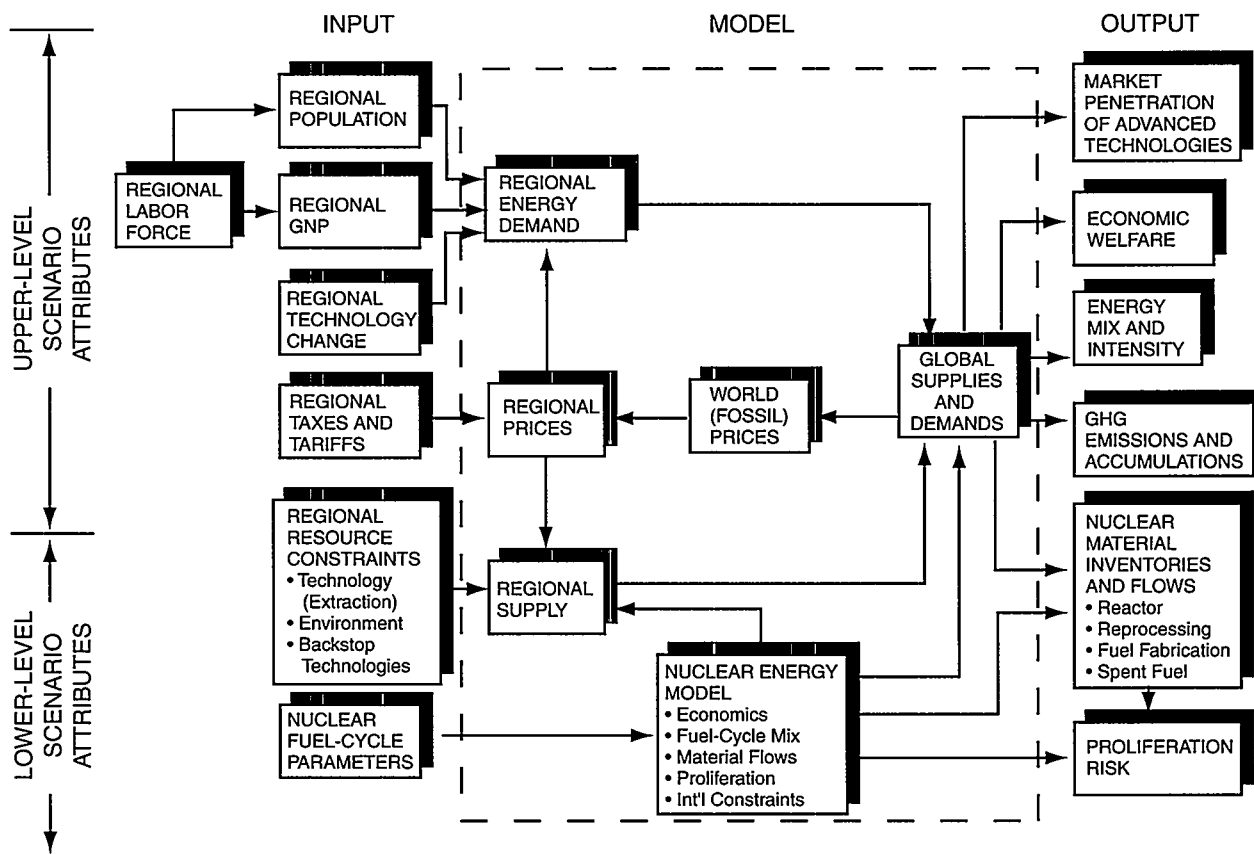 INPUT
MODEL
OUTPUT
UPPER-LEVEL
SCENARIO
ATTRIBUTES
LOWER-LEVEL
SCENARIO
ATTRIBUTES
REGIONAL
LABOR
FORCE
REGIONAL
POPULATION
REGIONAL
GNP
REGIONAL
TECHNOLOGY
CHANGE
REGIONAL
TAXES AND
TARIFFS
REGIONAL
RESOURCE
CONSTRAINTS
• Technology
(Extraction)
• Environment
• Backstop
Technologies
NUCLEAR
FUEL-CYCLE
PARAMETERS
REGIONAL
ENERGY
DEMAND
REGIONAL
PRICES
REGIONAL
SUPPLY
WORLD
(FOSSIL)
PRICES
GLOBAL
SUPPLIES
AND
DEMANDS
NUCLEAR ENERGY
MODEL
• Economics
• Fuel-Cycle Mix
• Material Flows
• Proliferation
• Int'l Constraints
MARKET
PENETRATION
OF ADVANCED
TECHNOLOGIES
ECONOMIC
WELFARE
ENERGY
MIX AND
INTENSITY
GHG
EMISSIONS AND
ACCUMULATIONS
NUCLEAR
MATERIAL
INVENTORIES
AND FLOWS
• Reactor
• Reprocessing
• Fuel Fabrication
• Spent Fuel
PROLIFERATION
RISK